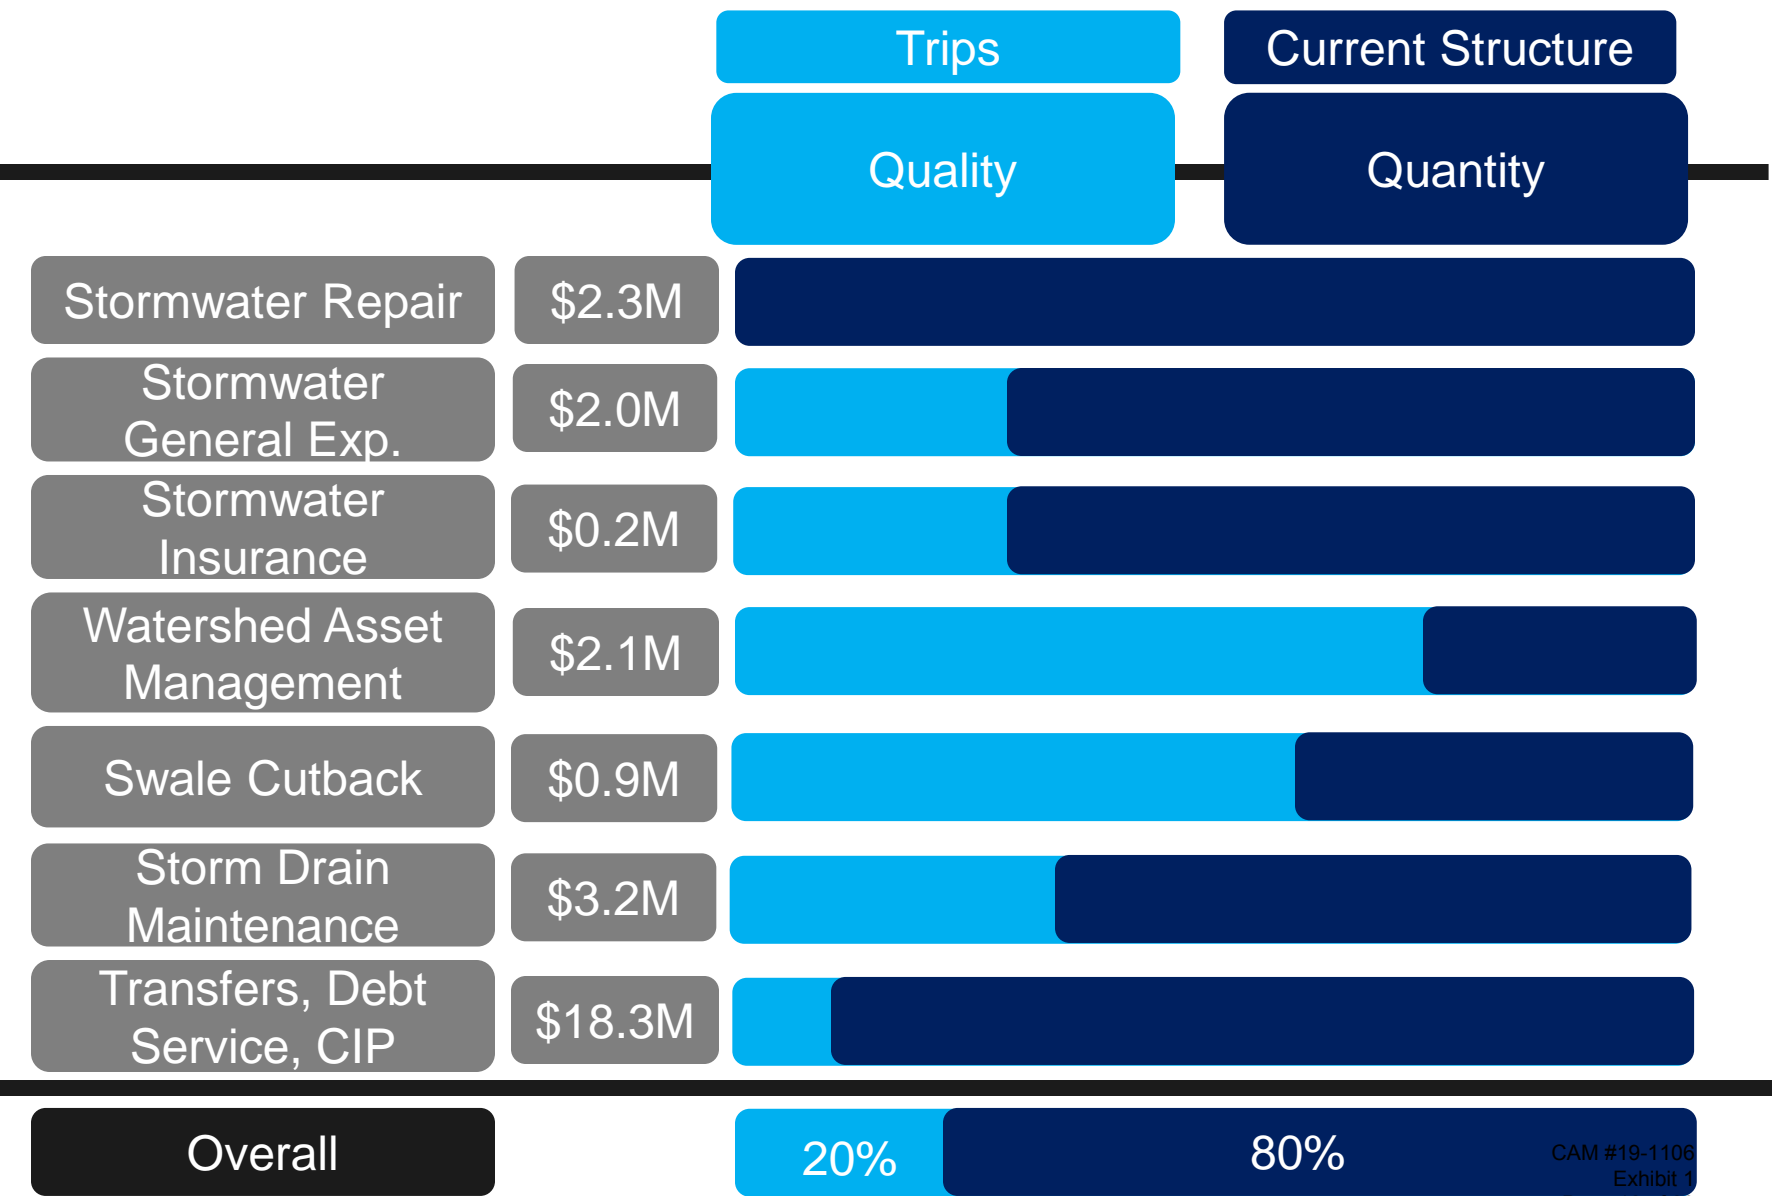 Trips
Current Structure
Quality
Quantity
Stormwater Repair
$2.3M
Stormwater
General Exp.
$2.0M
Stormwater
Insurance
$0.2M
Watershed Asset
Management
$2.1M
Swale Cutback
$0.9M
Storm Drain
Maintenance
$3.2M
Transfers, Debt
Service, CIP
$18.3M
Overall
20%
80%
CAM #19-1106
Exhibit 1